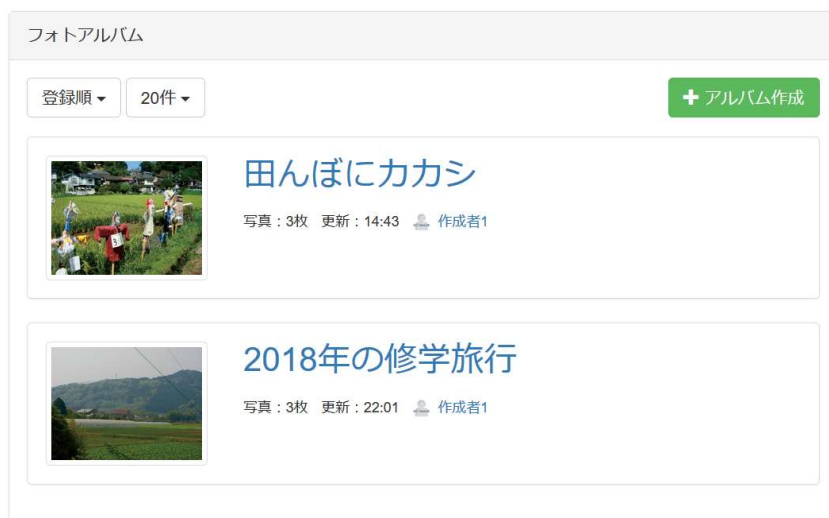 フォトアルバム
登録順 20件 アルバム作成
田んぼにカカシ
写真：3枚 更新：14:43 作成者1
2018年の修学旅行
写真：3枚 更新：22:01 作成者1
3